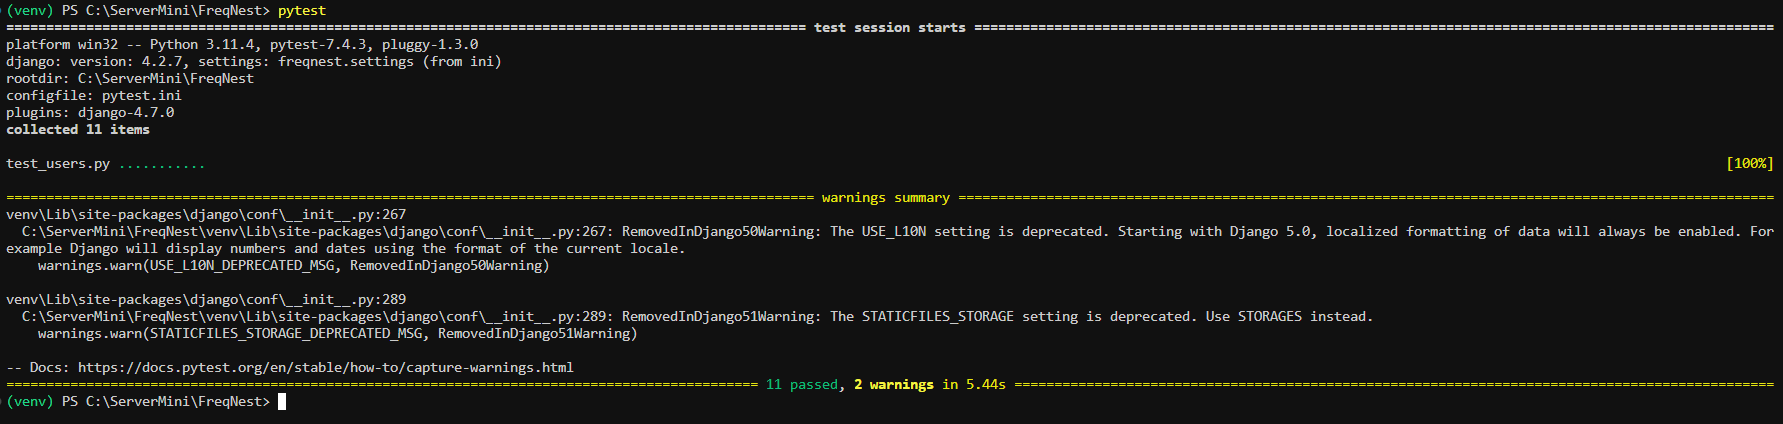 (venv) PS C:\ServerMini\FreqNest> pytest
==================== test session starts ====================
platform win32 -- Python 3.11.4, pytest-7.4.3, pluggy-1.3.0
django: version: 4.2.7, settings: freqnest.settings (from ini)
rootdir: C:\ServerMini\FreqNest
configfile: pytest.ini
plugins: django-4.7.0
collected 11 items
test_users.py ........... [100%]
==================== warnings summary ====================
venv\Lib\site-packages\django\conf\__init__.py:267
C:\ServerMini\FreqNest\venv\Lib\site-packages\django\conf\__init__.py:267: RemovedInDjango50Warning: The USE_L10N setting is deprecated. Starting with Django 5.0, localized formatting of data will always be enabled. For
example Django will display numbers and dates using the format of the current locale.
warnings.warn(USE_L10N_DEPRECATED_MSG, RemovedInDjango50Warning)
venv\Lib\site-packages\django\conf\__init__.py:289
C:\ServerMini\FreqNest\venv\Lib\site-packages\django\conf\__init__.py:289: RemovedInDjango51Warning: The STATICFILES_STORAGE setting is deprecated. Use STORAGES instead.
warnings.warn(STATICFILES_STORAGE_DEPRECATED_MSG, RemovedInDjango51Warning)
-- Docs: https://docs.pytest.org/en/stable/how-to/capture-warnings.html
==================== 11 passed, 2 warnings in 5.44s ====================
(venv) PS C:\ServerMini\FreqNest>